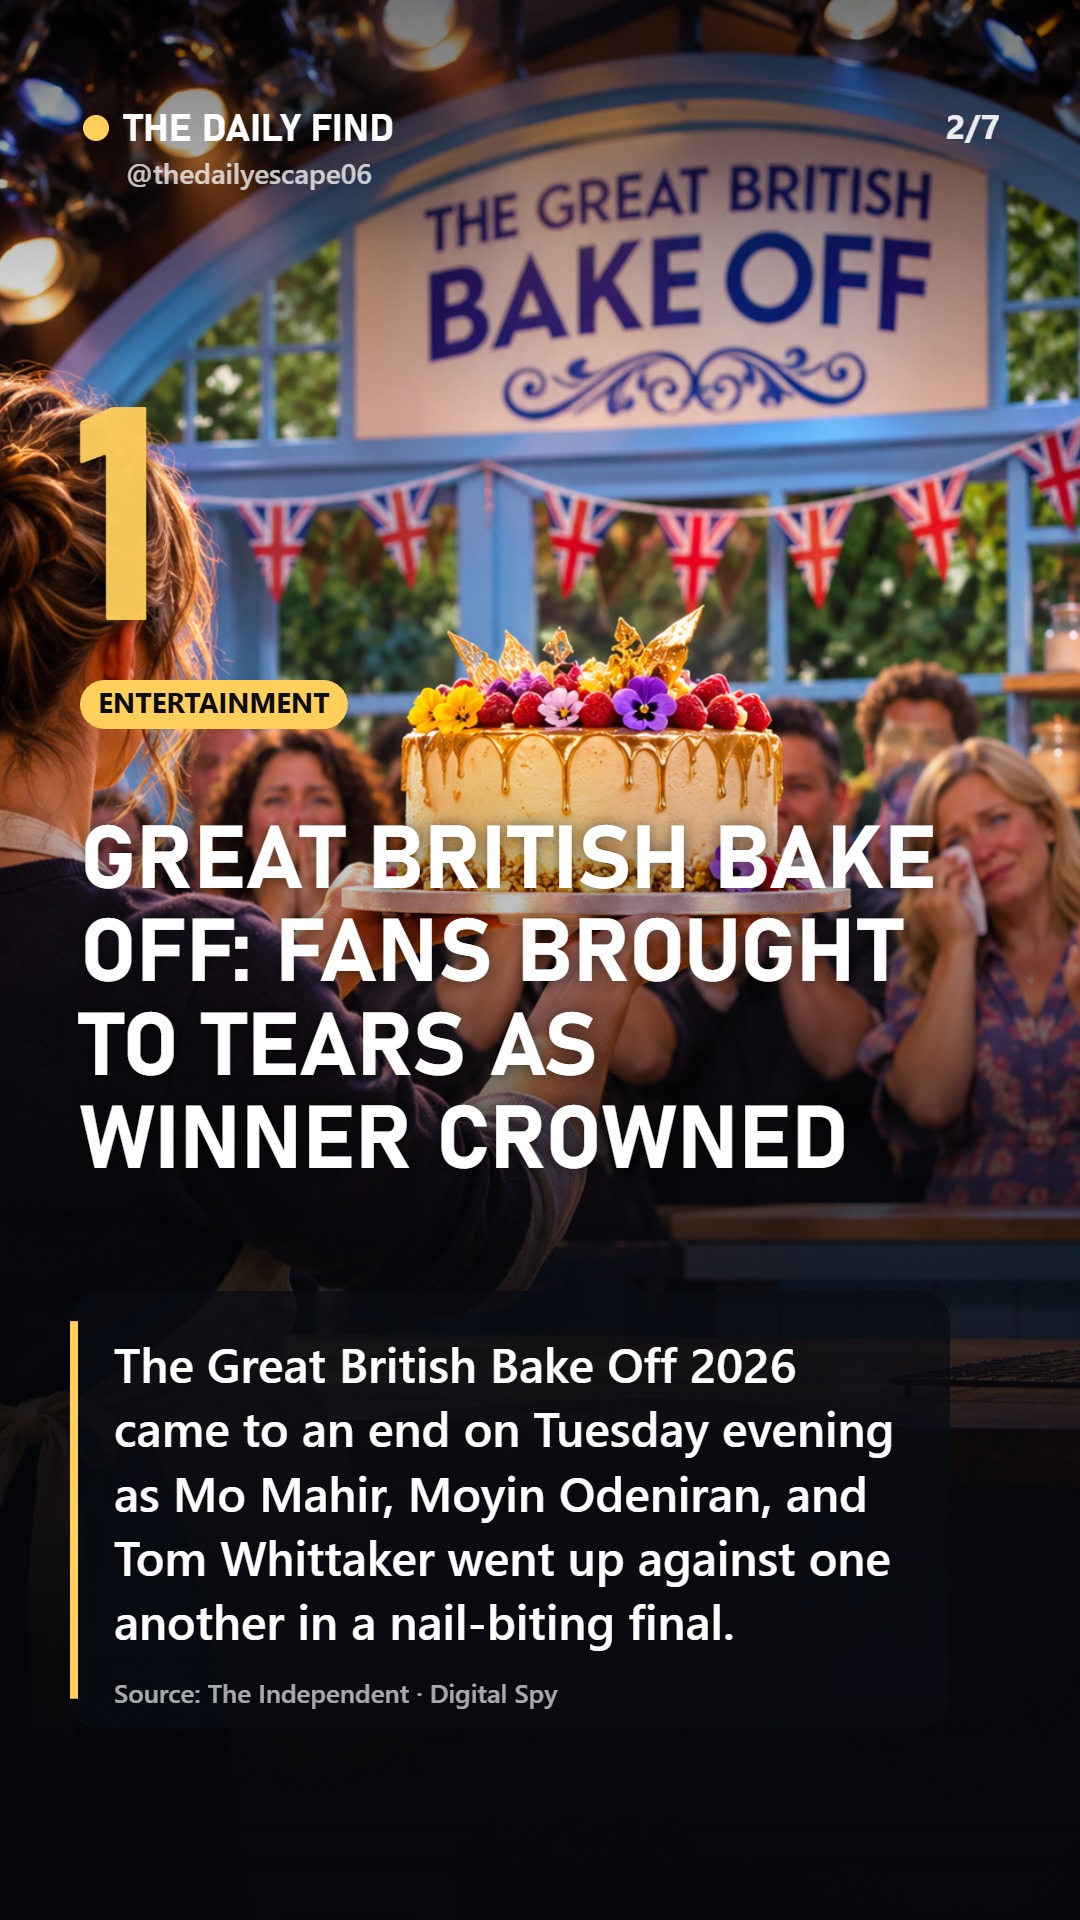 THE DAILY FIND
2/7
@thedailyescape06
THE GREAT BRITISH
BAKE OFF
1
ENTERTAINMENT
GREAT BRITISH BAKE
OFF: FANS BROUGHT
TO TEARS AS
WINNER CROWNED
The Great British Bake Off 2026
came to an end on Tuesday evening
as Mo Mahir, Moyin Odeniran, and
Tom Whittaker went up against one
another in a nail-biting final.
Source: The Independent · Digital Spy